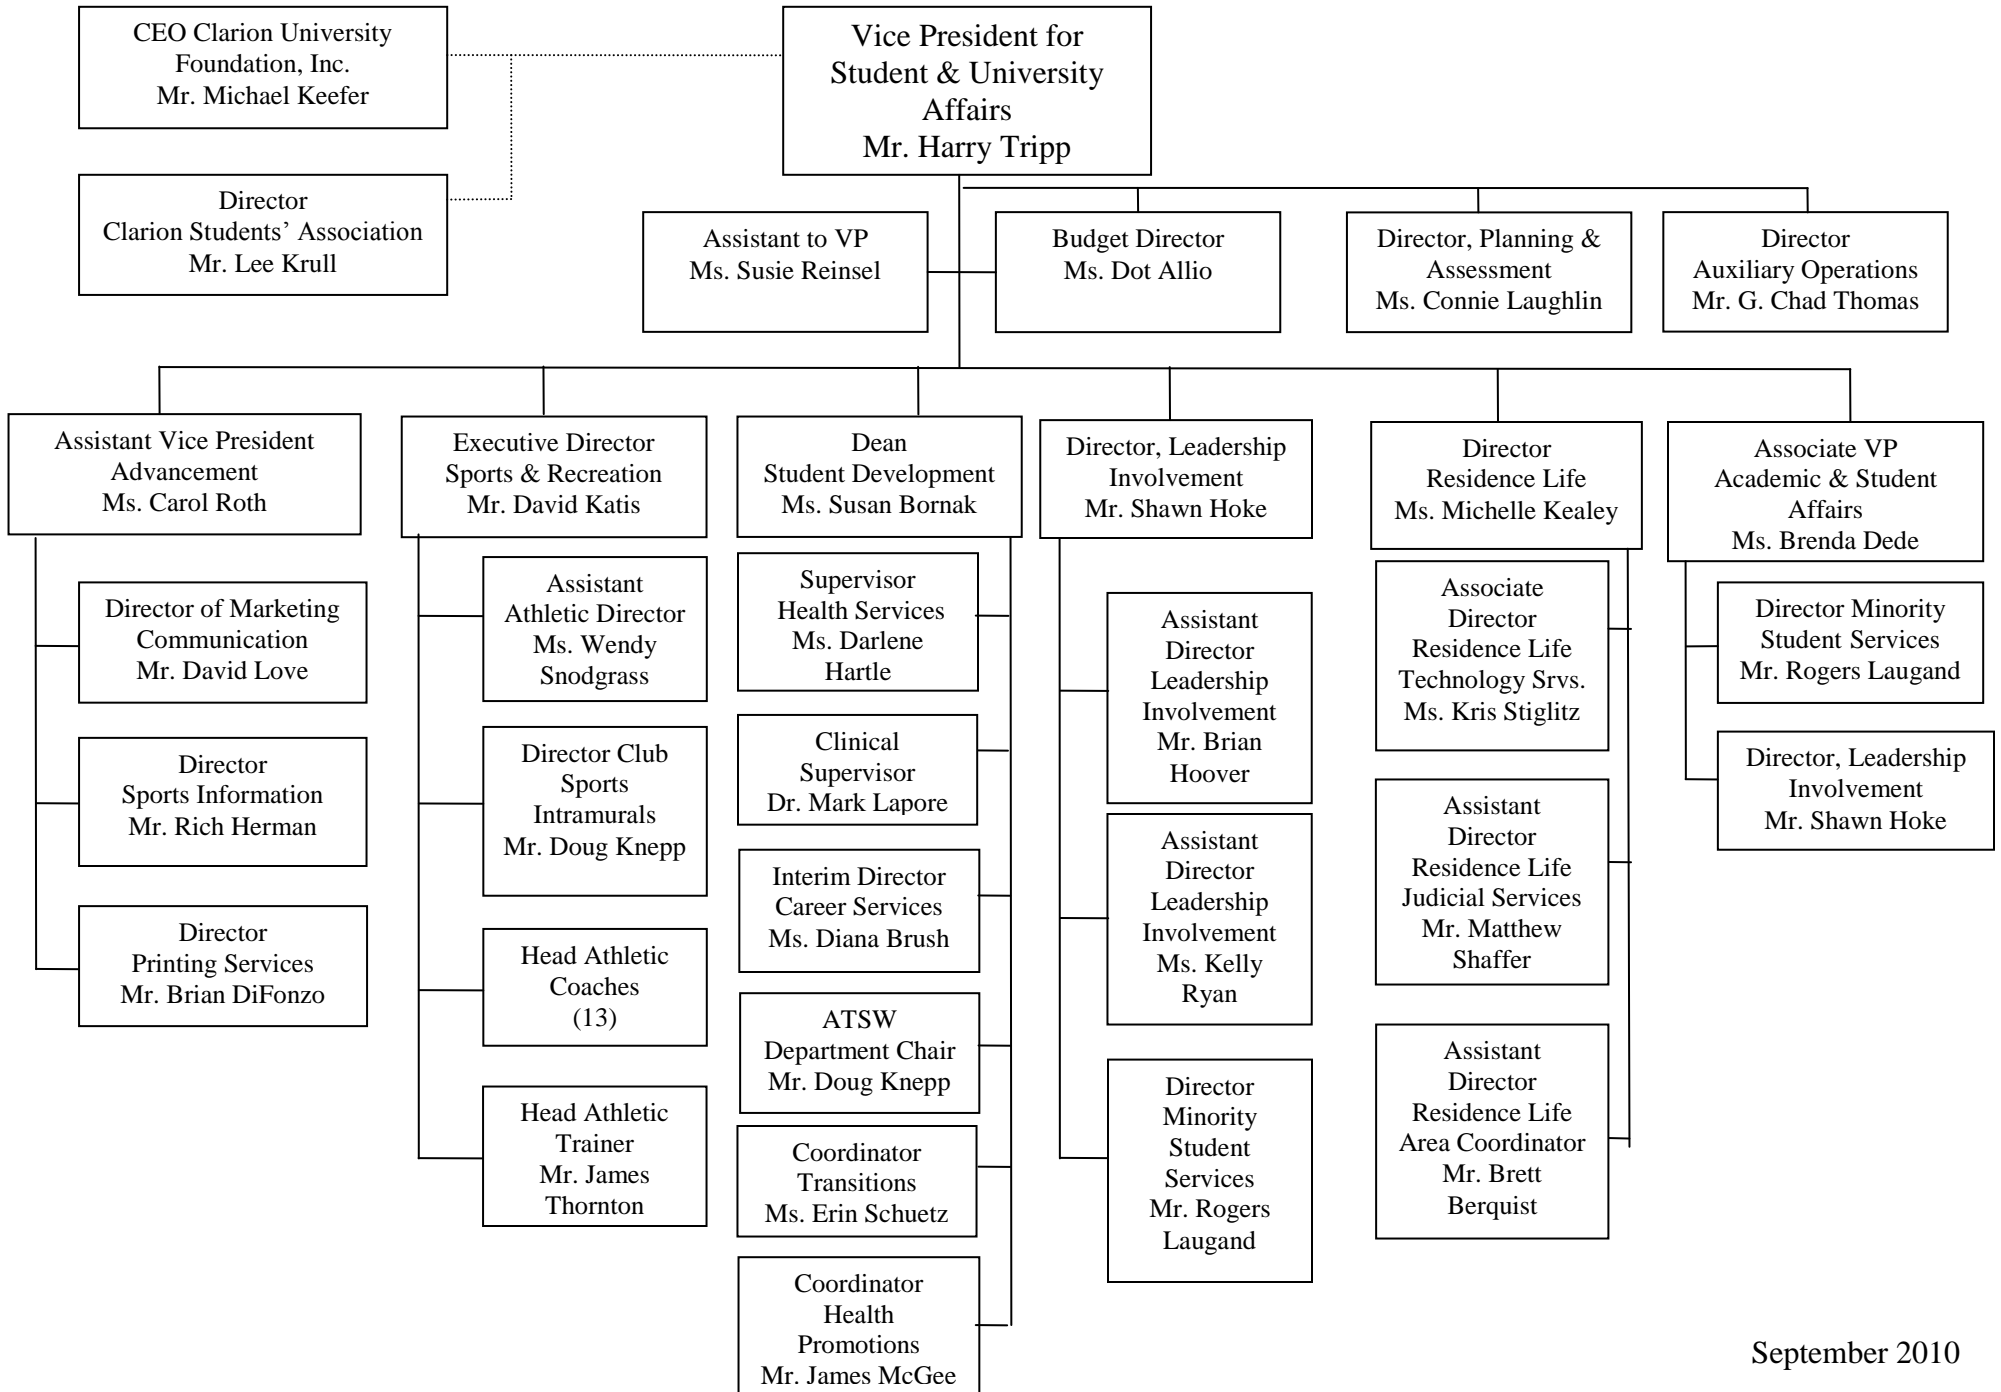 CEO Clarion University
Foundation, Inc.
Mr. Michael Keefer
Vice President for
Student & University
Affairs
Mr. Harry Tripp
Director
Clarion Students’ Association
Mr. Lee Krull
Assistant to VP
Ms. Susie Reinsel
Budget Director
Ms. Dot Allio
Director, Planning &
Assessment
Ms. Connie Laughlin
Director
Auxiliary Operations
Mr. G. Chad Thomas
Assistant Vice President
Advancement
Ms. Carol Roth
Director of Marketing
Communication
Mr. David Love
Director
Sports Information
Mr. Rich Herman
Director
Printing Services
Mr. Brian DiFonzo
Executive Director
Sports & Recreation
Mr. David Katis
Assistant
Athletic Director
Ms. Wendy
Snodgrass
Director Club
Sports
Intramurals
Mr. Doug Knepp
Head Athletic
Coaches
(13)
Head Athletic
Trainer
Mr. James
Thornton
Dean
Student Development
Ms. Susan Bornak
Supervisor
Health Services
Ms. Darlene
Hartle
Clinical
Supervisor
Dr. Mark Lapore
Interim Director
Career Services
Ms. Diana Brush
ATSW
Department Chair
Mr. Doug Knepp
Coordinator
Transitions
Ms. Erin Schuetz
Coordinator
Health
Promotions
Mr. James McGee
Director, Leadership
Involvement
Mr. Shawn Hoke
Assistant
Director
Leadership
Involvement
Mr. Brian
Hoover
Assistant
Director
Leadership
Involvement
Ms. Kelly
Ryan
Director
Minority
Student
Services
Mr. Rogers
Laugand
Director
Residence Life
Ms. Michelle Kealey
Associate
Director
Residence Life
Technology Srvs.
Ms. Kris Stiglitz
Assistant
Director
Residence Life
Judicial Services
Mr. Matthew
Shaffer
Assistant
Director
Residence Life
Area Coordinator
Mr. Brett
Berquist
Associate VP
Academic & Student
Affairs
Ms. Brenda Dede
Director Minority
Student Services
Mr. Rogers Laugand
Director, Leadership
Involvement
Mr. Shawn Hoke
September 2010